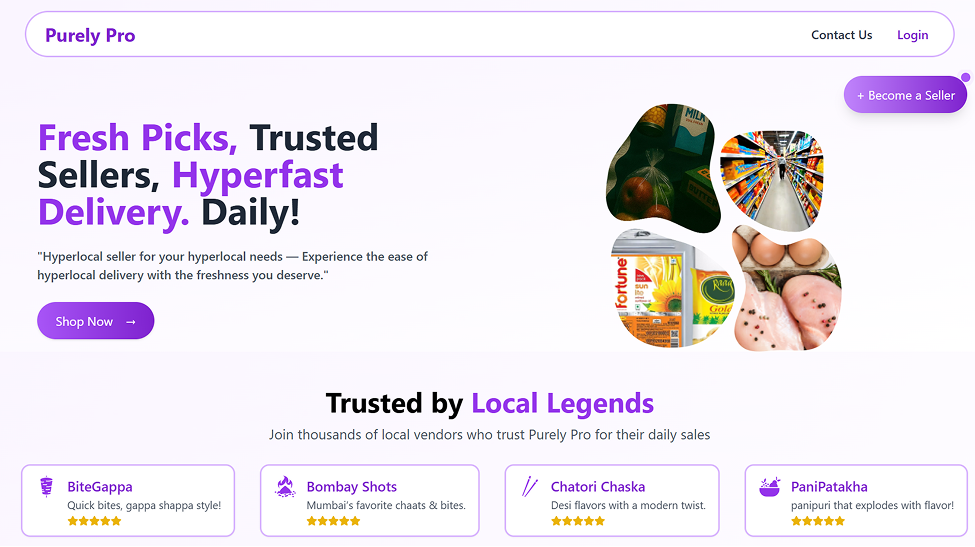 Purely Pro
Contact Us
Login
+ Become a Seller
Fresh Picks, Trusted
Sellers, Hyperfast
Delivery. Daily!
"Hyperlocal seller for your hyperlocal needs — Experience the ease of
hyperlocal delivery with the freshness you deserve."
Shop Now →
MILK
fortune
sun
lite
Gold
Trusted by Local Legends
Join thousands of local vendors who trust Purely Pro for their daily sales
BiteGappa
Quick bites, gappa shappa style!
Bombay Shots
Mumbai's favorite chaats & bites.
Chatori Chaska
Desi flavors with a modern twist.
PaniPatakha
panipuri that explodes with flavor!